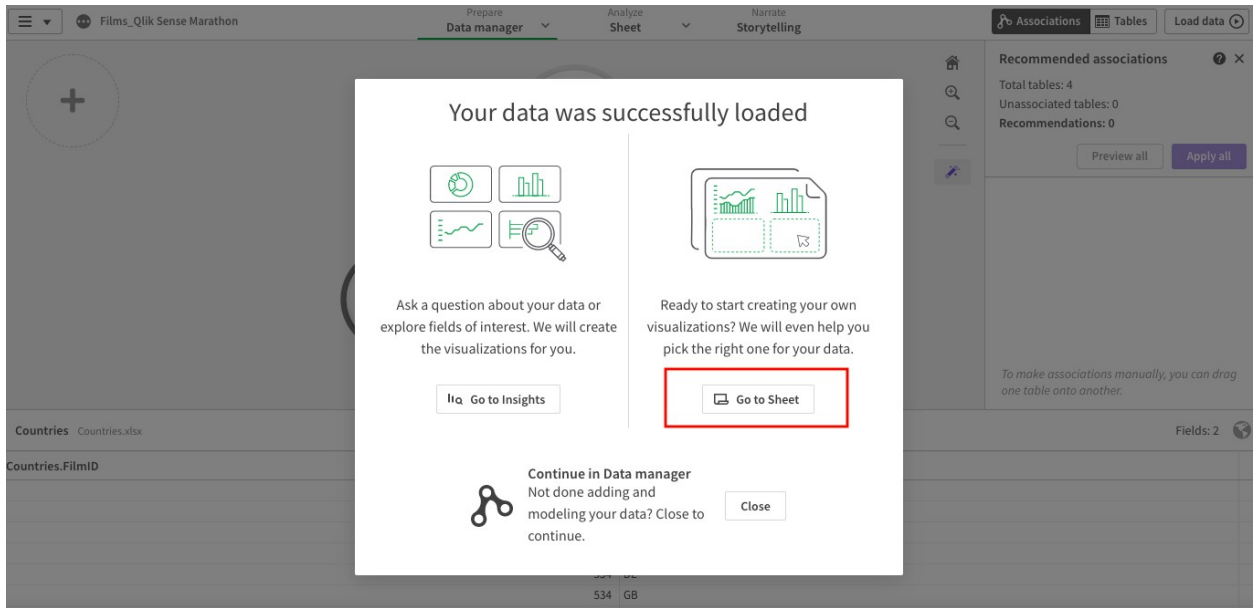 Films_Qlik Sense Marathon
Prepare
Data manager
Analyze
Sheet
Narrate
Storytelling
Associations
Tables
Load data
Recommended associations
Total tables: 4
Unassociated tables: 0
Recommendations: 0
Preview all
Apply all
To make associations manually, you can drag
one table onto another.
Your data was successfully loaded
Ask a question about your data or
explore fields of interest. We will create
the visualizations for you.
Go to Insights
Ready to start creating your own
visualizations? We will even help you
pick the right one for your data.
Go to Sheet
Continue in Data manager
Not done adding and
modeling your data? Close to
continue.
Close
Countries Countries.xlsx
Fields: 2
Countries.FilmID
534 GB